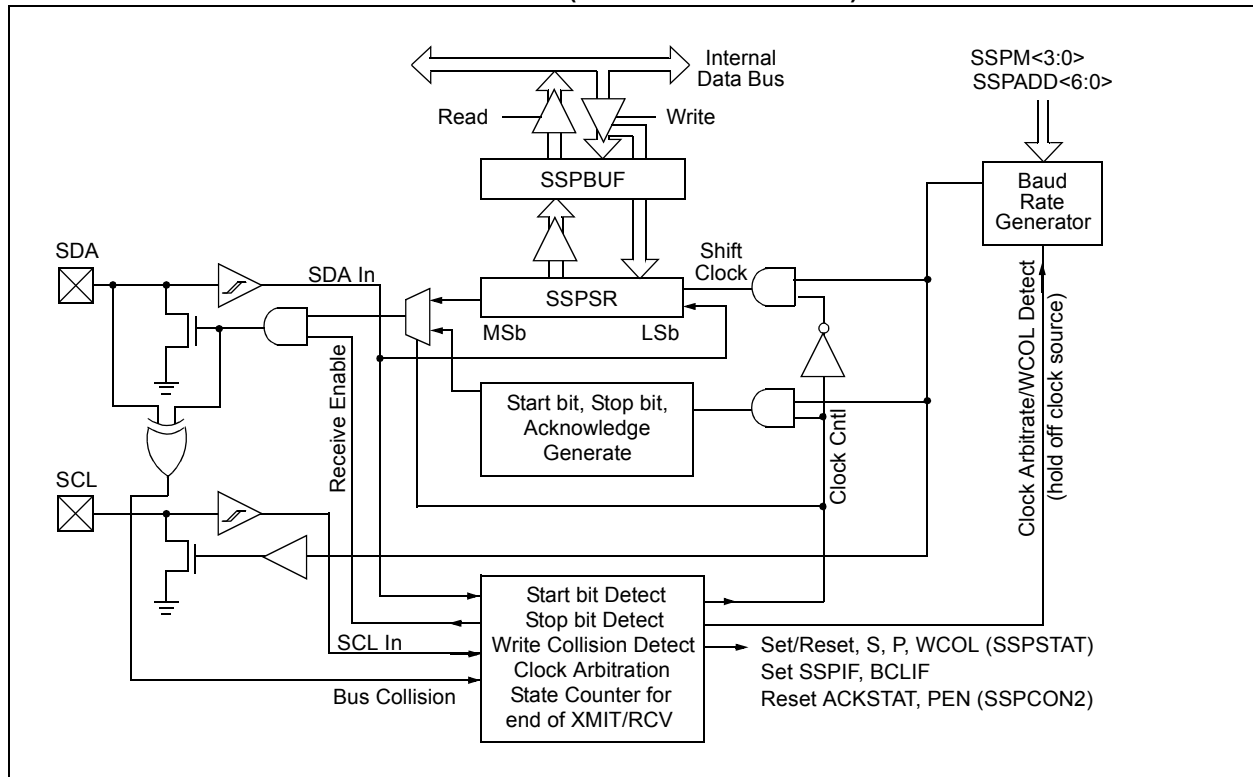 Internal
Data Bus
SSPM<3:0>
SSPADD<6:0>
Read
Write
SSPBUF
Baud
Rate
Generator
SDA
SDA In
Shift
Clock
SSPSR
MSb
LSb
Receive Enable
Start bit, Stop bit,
Acknowledge
Generate
Clock Cntl
Clock Arbitrate/WCOL Detect
(hold off clock source)
SCL
SCL In
Bus Collision
Start bit Detect
Stop bit Detect
Write Collision Detect
Clock Arbitration
State Counter for
end of XMIT/RCV
Set/Reset, S, P, WCOL (SSPSTAT)
Set SSPIF, BCLIF
Reset ACKSTAT, PEN (SSPCON2)